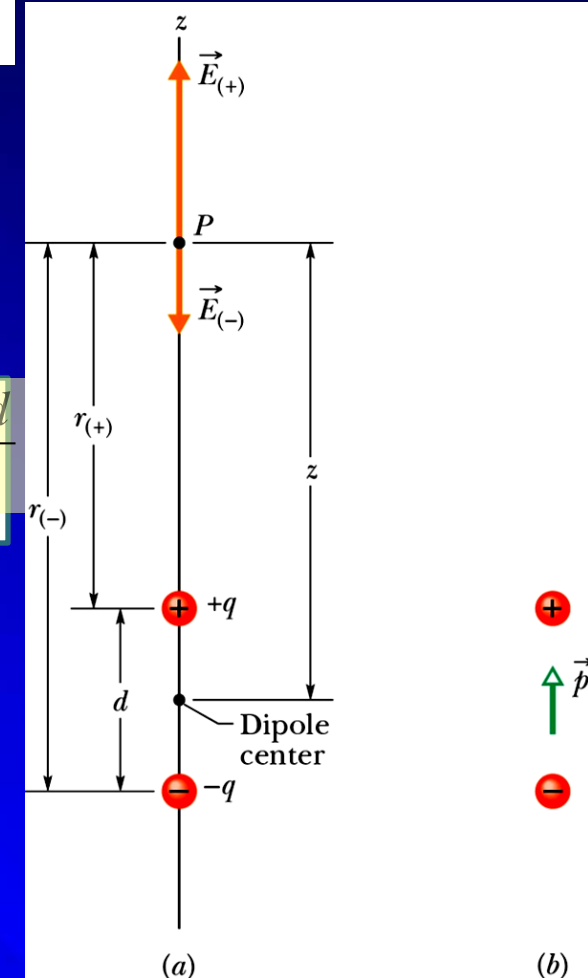 z
E⃗(+)
P
E⃗(−)
d
r(+)
z
r(−)
+ +q +
d p⃗
Dipole
center
− −q −
(a) (b)